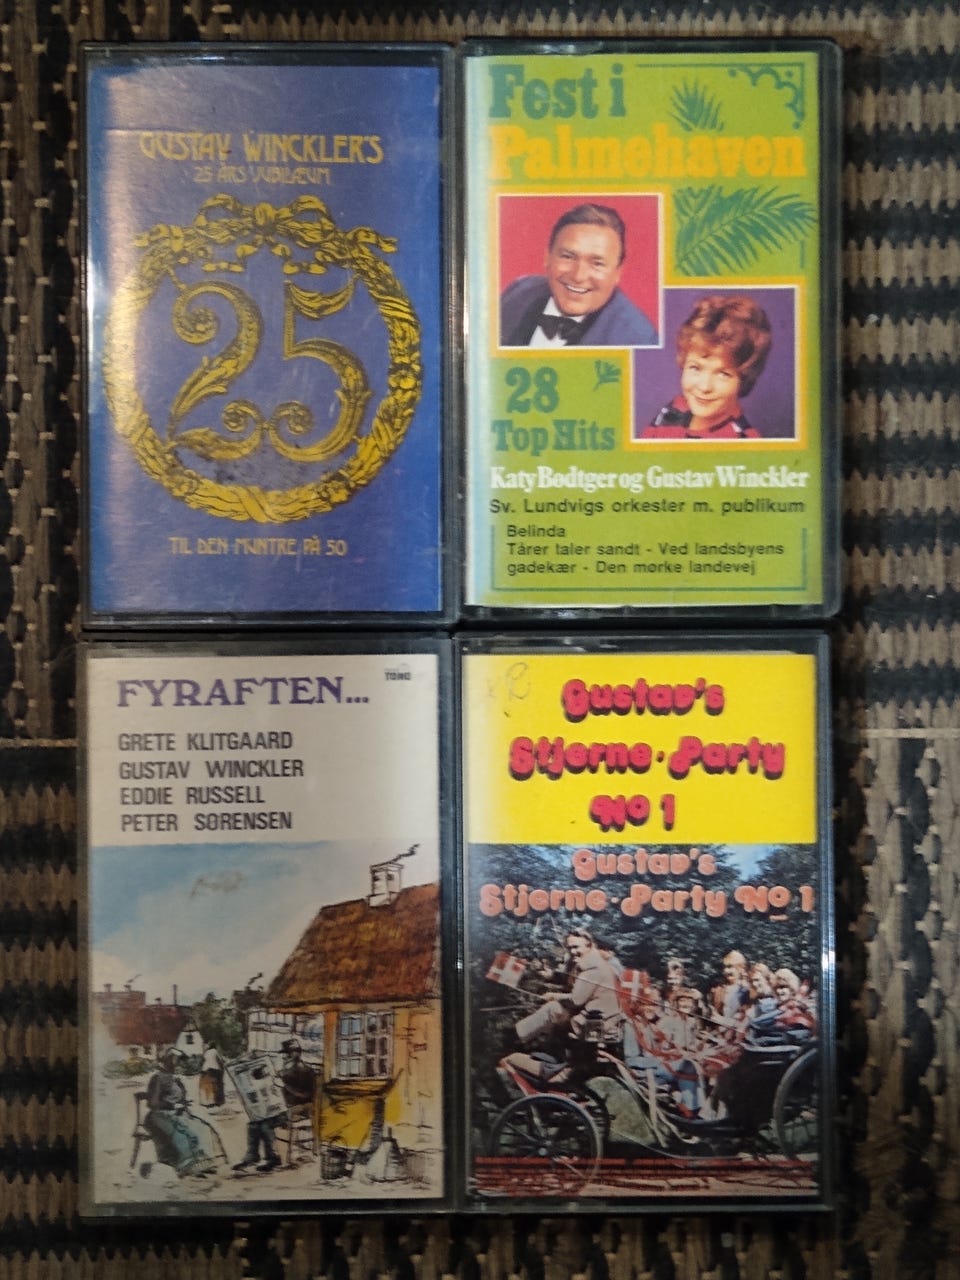 GUSTAV WINCKLER'S
25 ÅRS JUBILÆUM
25
TIL DEN MUNTRE PÅ 50
Fest i
Palmehaven
28
Top Hits
Katy Bødtger og Gustav Winckler
Sv. Lundvigs orkester m. publikum
Belinda
Tårer taler sandt - Ved landsbyens
gadekær - Den mørke landevej
FYRAFTEN...
TONO
GRETE KLITGAARD
GUSTAV WINCKLER
EDDIE RUSSELL
PETER SØRENSEN
Gustav's
Stjerne-Party
No 1
Gustav's
Stjerne-Party No 1